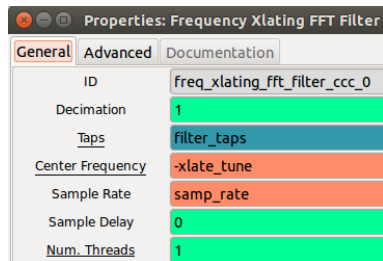 Properties: Frequency Xlating FFT Filter
General Advanced Documentation
ID freq_xlating_fft_filter_ccc_0
Decimation 1
Taps filter_taps
Center Frequency -xlate_tune
Sample Rate samp_rate
Sample Delay 0
Num. Threads 1